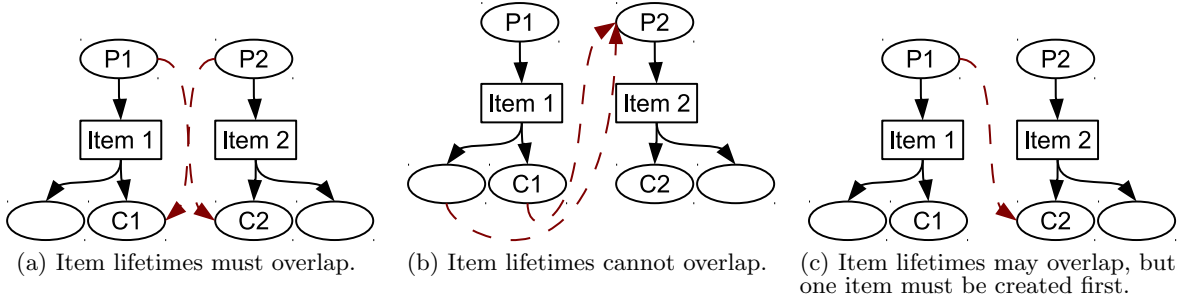 P1 P2
Item 1 Item 2
C1 C2
(a) Item lifetimes must overlap.
P1 P2
Item 1 Item 2
C1 C2
(b) Item lifetimes cannot overlap.
P1 P2
Item 1 Item 2
C1 C2
(c) Item lifetimes may overlap, but
one item must be created first.